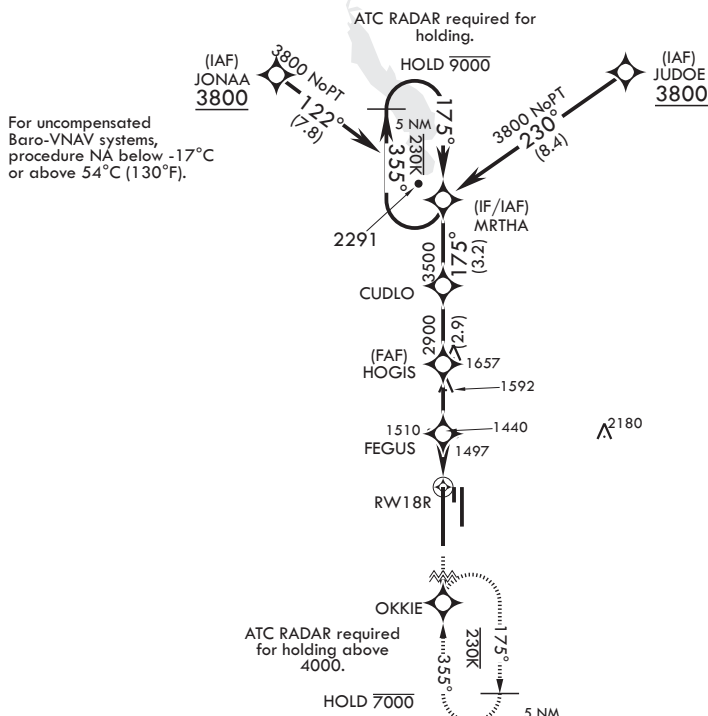 ATC RADAR required for
holding.
HOLD 9000
(IAF)
JONAA
3800
3800 NoPT
122°
(7.8)
(IAF)
JUDOE
3800
3800 NoPT
230°
(8.4)
For uncompensated
Baro-VNAV systems,
procedure NA below -17°C
or above 54°C (130°F).
5 NM
230K
355°
175°
2291
(IF/IAF)
MRTHA
3500
175°
(3.2)
CUDLO
2900
(2.9)
(FAF)
HOGIS
1657
1592
1510
1440
FEGUS
1497
2180
RW18R
OKKIE
ATC RADAR required
for holding above
4000.
355°
230K
175°
HOLD 7000
5 NM